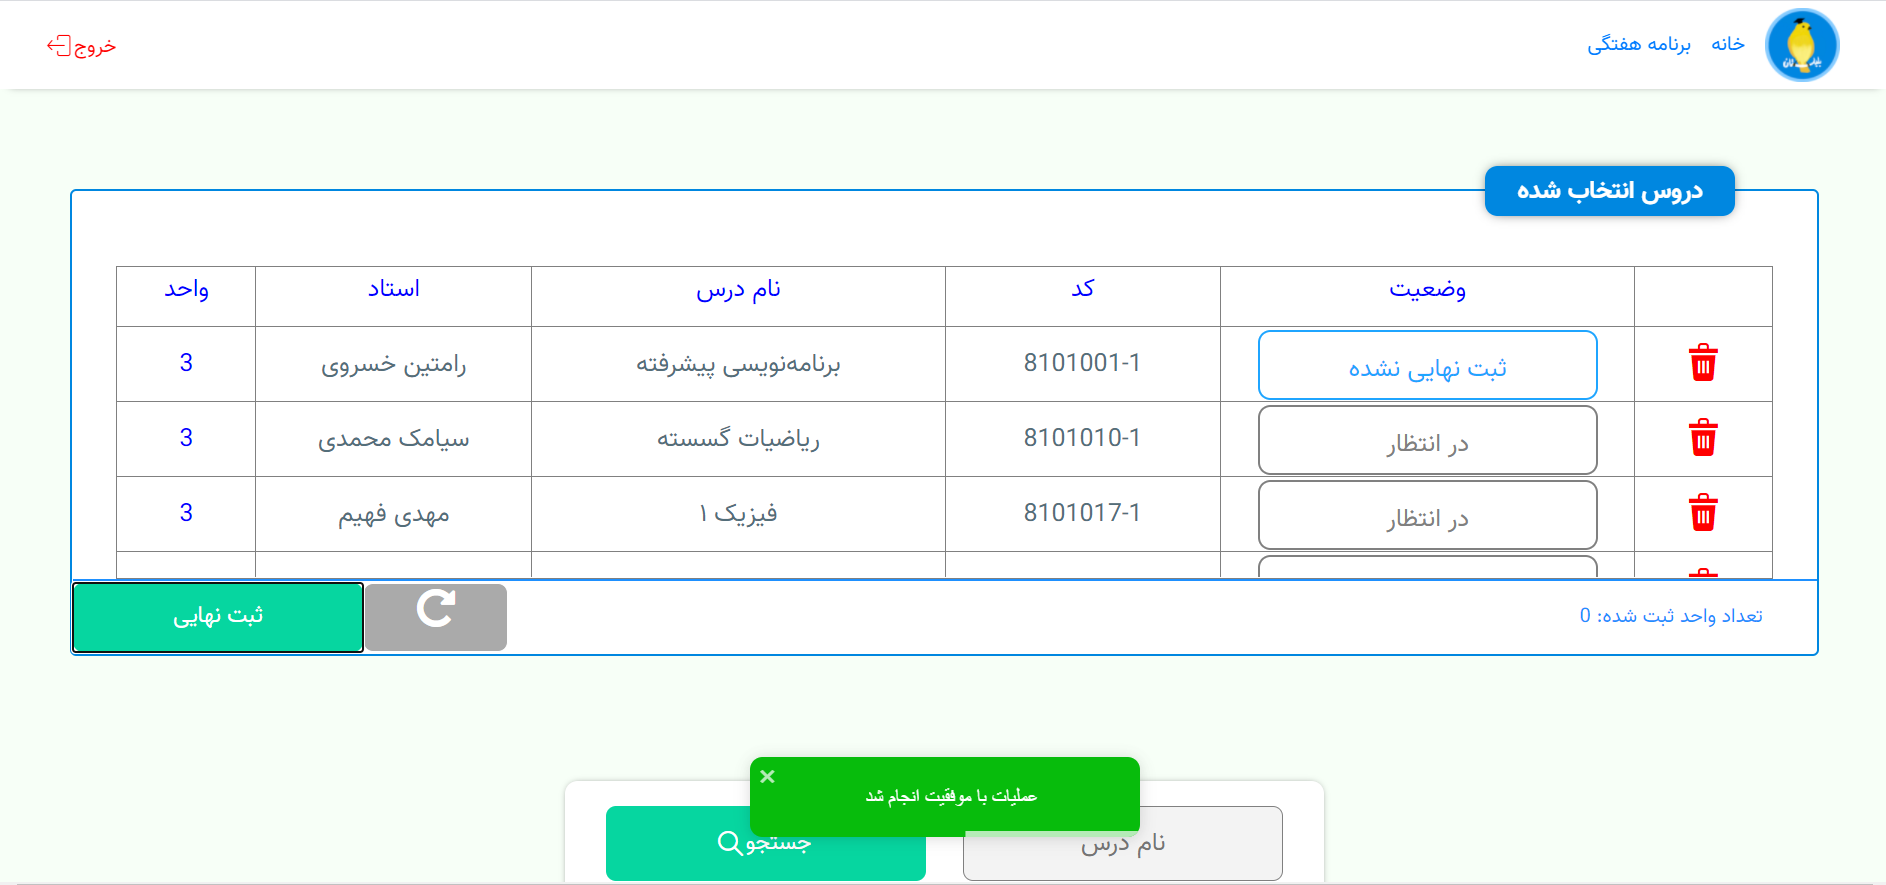 خانه برنامه هفتگی خروج
دروس انتخاب شده
وضعیت کد نام درس استاد واحد
ثبت نهایی نشده 8101001-1 برنامه‌نویسی پیشرفته رامتین خسروی 3
در انتظار 8101010-1 ریاضیات گسسته سیامک محمدی 3
در انتظار 8101017-1 فیزیک ۱ مهدی فهیم 3
تعداد واحد ثبت شده: 0 ثبت نهایی
عملیات با موفقیت انجام شد
نام درس جستجو